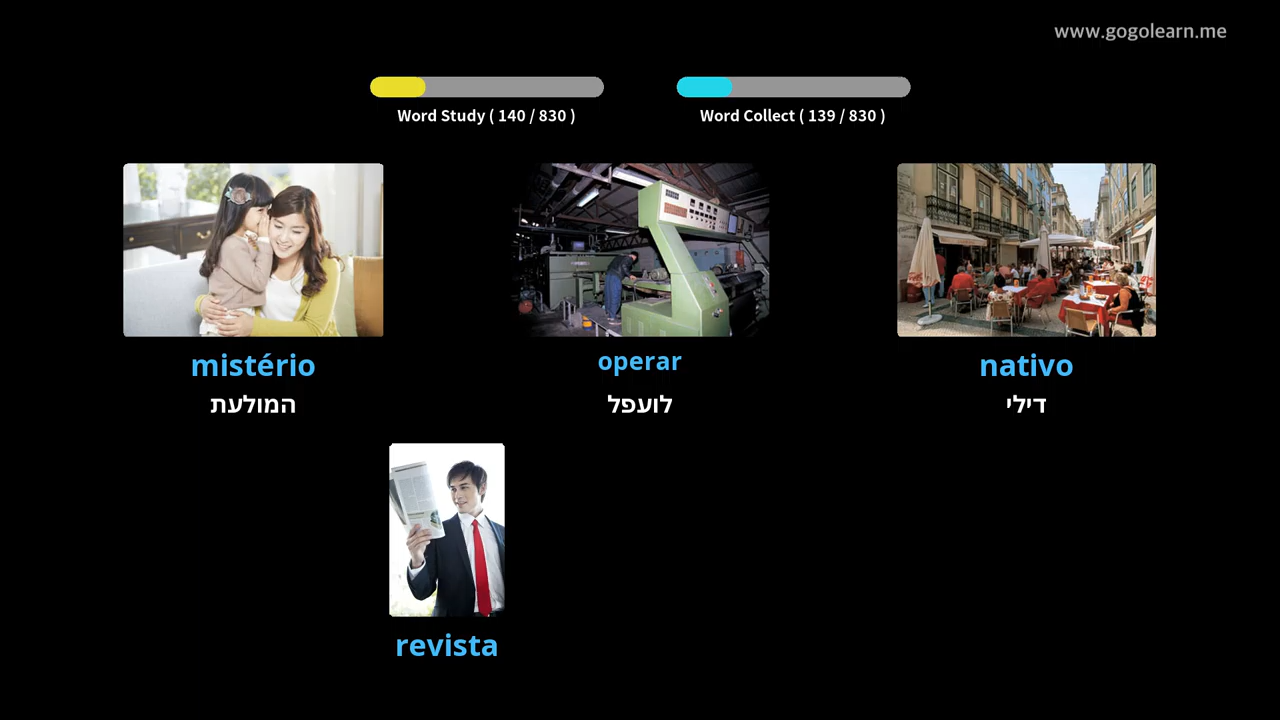 www.gogolearn.me
Word Study ( 140 / 830 )
Word Collect ( 139 / 830 )
mistério
המולעת
operar
לועפל
nativo
דילי
revista